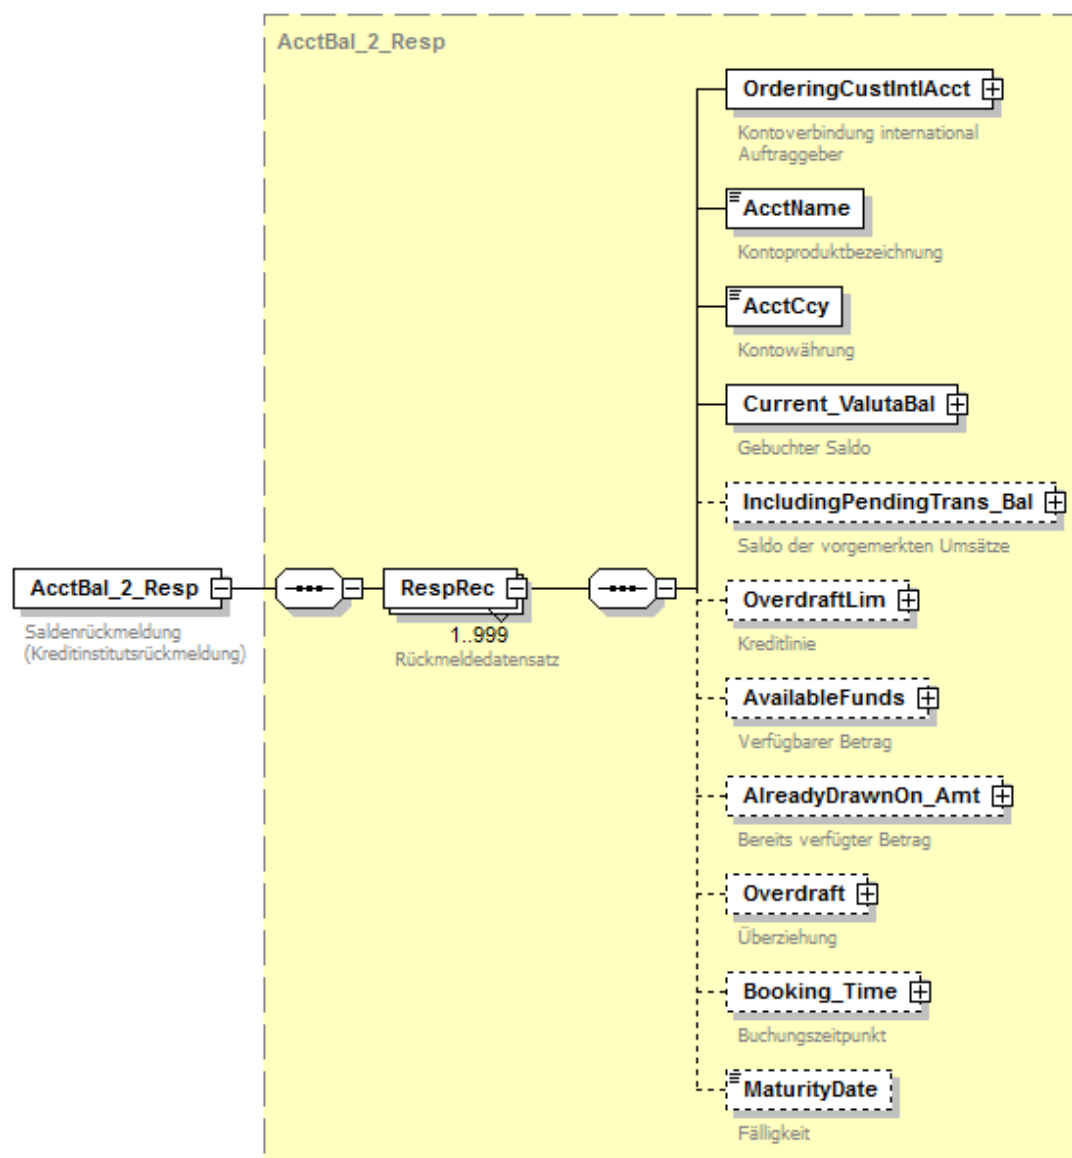 AcctBal_2_Resp
OrderingCustIntlAcct
Kontoverbindung international
Auftraggeber
AcctName
Kontoproduktbezeichnung
AcctCcy
Kontowährung
Current_ValutaBal
Gebuchter Saldo
IncludingPendingTrans_Bal
Saldo der vorgemerkten Umsätze
AcctBal_2_Resp
Saldenrückmeldung
(Kreditinstitutsrückmeldung)
RespRec
1..999
Rückmeldedatensatz
OverdraftLim
Kreditlinie
AvailableFunds
Verfügbarer Betrag
AlreadyDrawnOn_Amt
Bereits verfügter Betrag
Overdraft
Überziehung
Booking_Time
Buchungszeitpunkt
MaturityDate
Fälligkeit